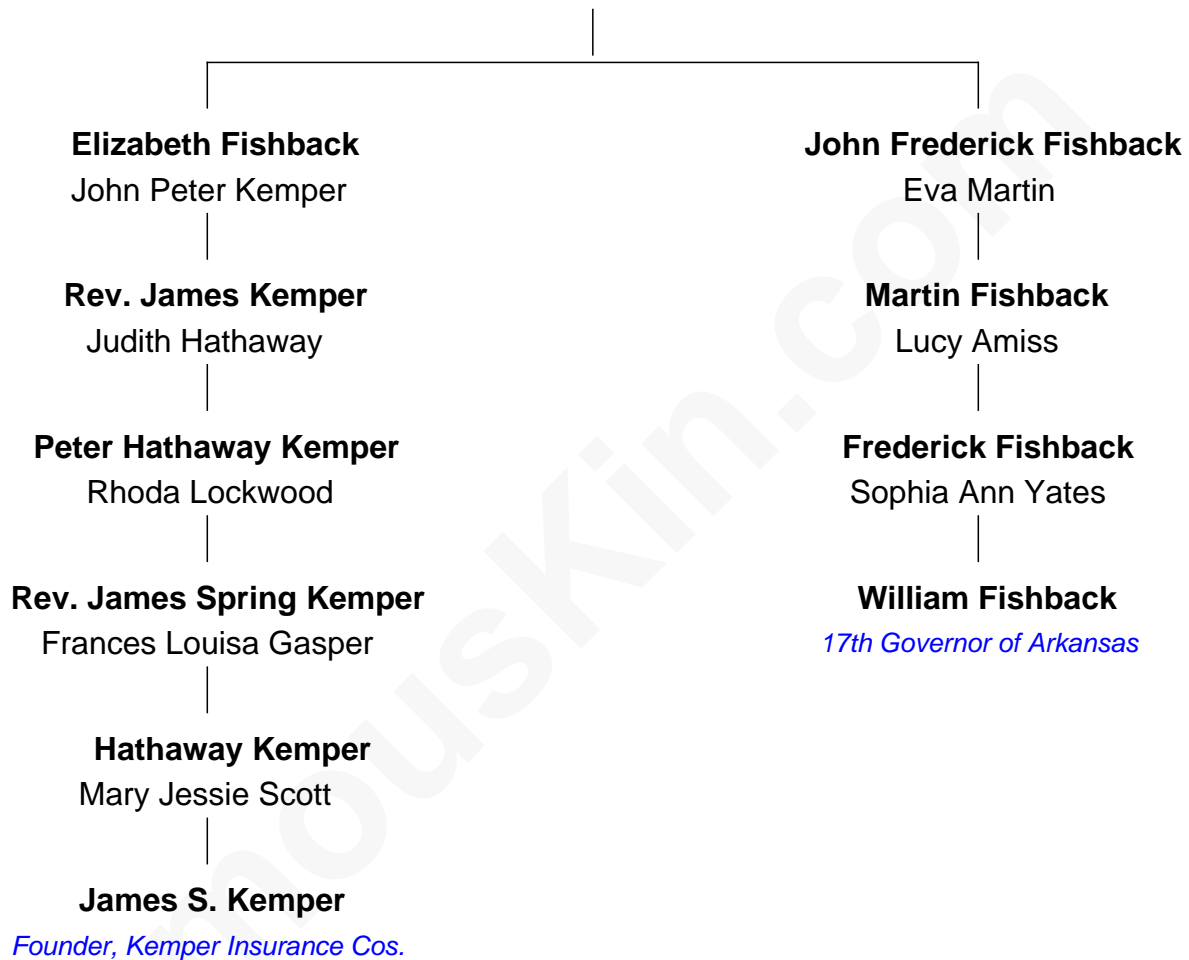 Elizabeth Fishback
John Peter Kemper
Rev. James Kemper
Judith Hathaway
Peter Hathaway Kemper
Rhoda Lockwood
Rev. James Spring Kemper
Frances Louisa Gasper
Hathaway Kemper
Mary Jessie Scott
James S. Kemper
Founder, Kemper Insurance Cos.
John Frederick Fishback
Eva Martin
Martin Fishback
Lucy Amiss
Frederick Fishback
Sophia Ann Yates
William Fishback
17th Governor of Arkansas
mousKin.com